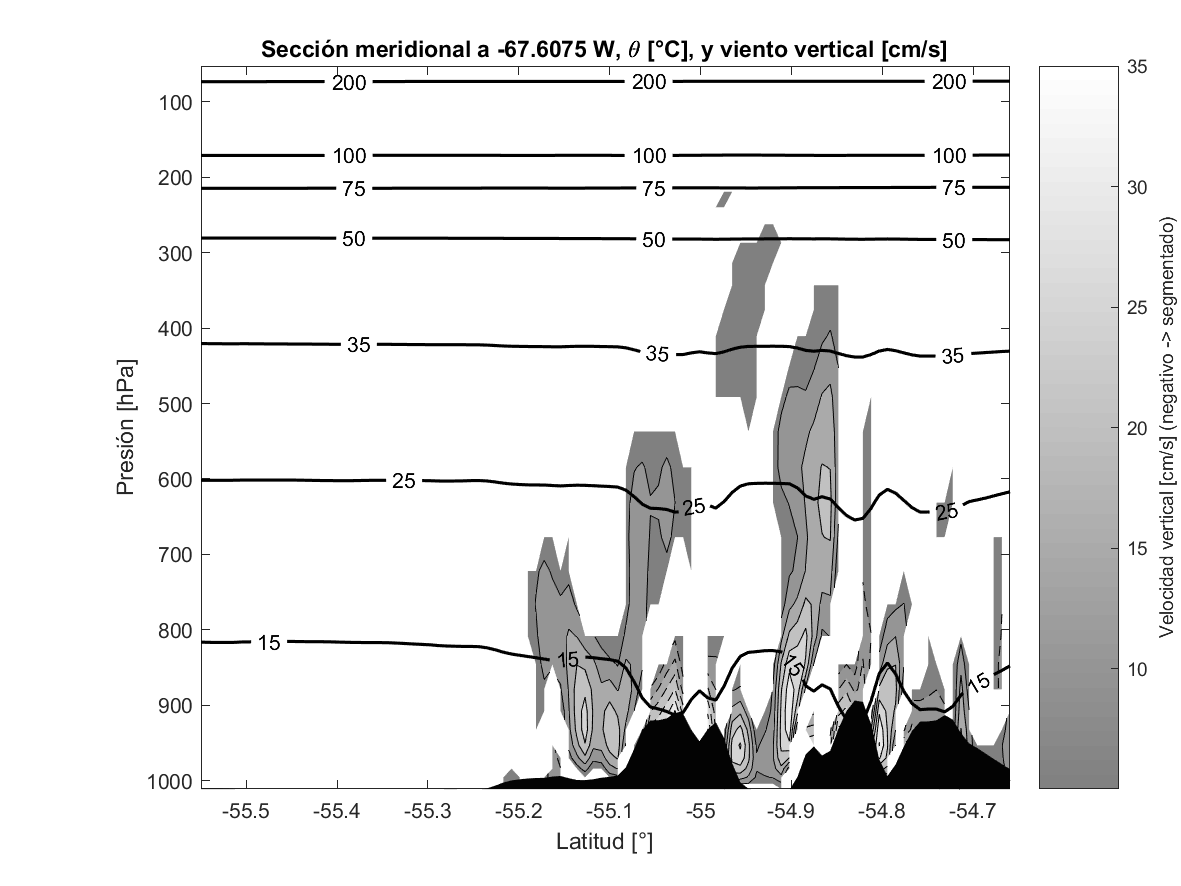 Sección meridional a -67.6075 W, θ [°C], y viento vertical [cm/s]
200 200 200
100 100 100
75 75 75
50 50 50
35 35 35
25 25 25
15 15 15 15
100
200
300
400
500
600
700
800
900
1000
Presión [hPa]
-55.5 -55.4 -55.3 -55.2 -55.1 -55 -54.9 -54.8 -54.7
Latitud [°]
35
30
25
20
15
10
Velocidad vertical [cm/s] (negativo -> segmentado)